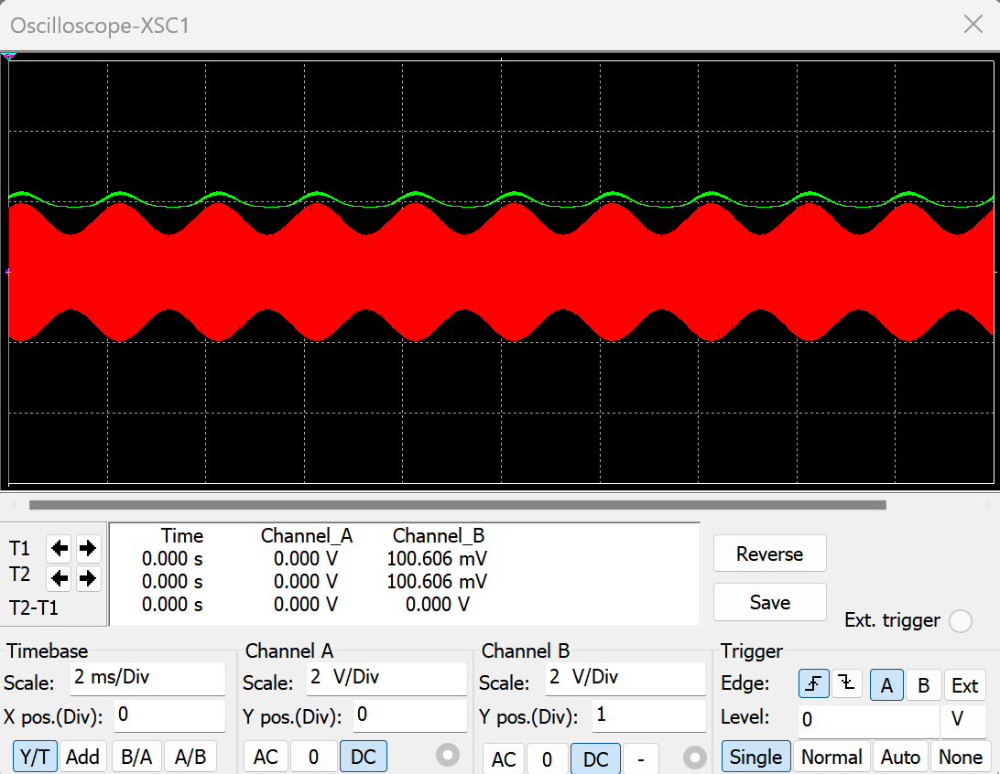 Oscilloscope-XSC1
Time Channel_A Channel_B
T1 0.000 s 0.000 V 100.606 mV
T2 0.000 s 0.000 V 100.606 mV
T2-T1 0.000 s 0.000 V 0.000 V
Reverse
Save
Ext. trigger
Timebase
Scale: 2 ms/Div
X pos.(Div): 0
Y/T Add B/A A/B
Channel A
Scale: 2 V/Div
Y pos.(Div): 0
AC 0 DC
Channel B
Scale: 2 V/Div
Y pos.(Div): 1
AC 0 DC -
Trigger
Edge: A B Ext
Level: 0 V
Single Normal Auto None